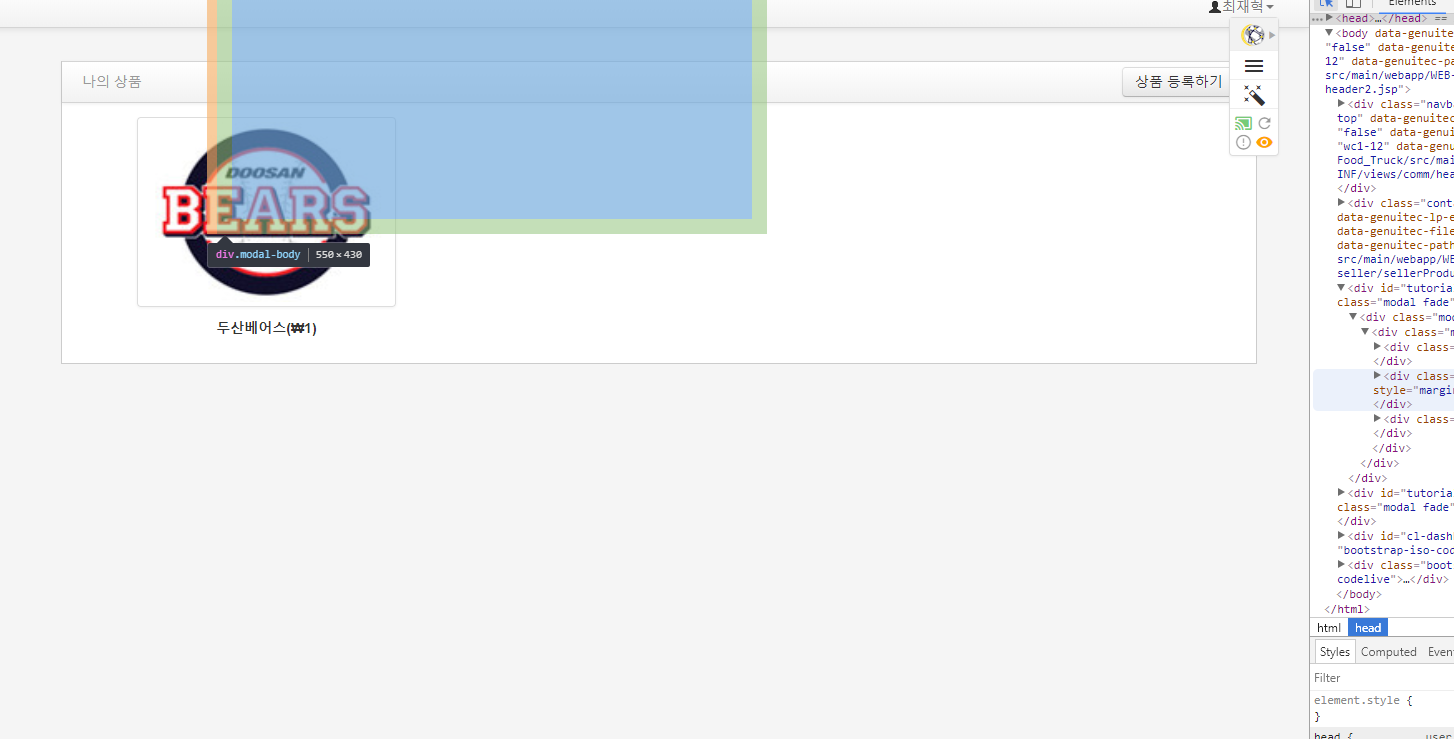 최재혁
나의 상품
상품 등록하기
DOOSAN
BEARS
div.modal-body 550×430
두산베어스(₩1)
Elements
<head>…</head> ==
<body data-genuitec
"false" data-genuitec-pa
12" data-genuitec-pa
src/main/webapp/WEB-
header2.jsp">
<div class="navb
top" data-genuitec
"false" data-genui
"wc1-12" data-genu
Food_Truck/src/mai
INF/views/comm/hea
</div>
<div class="cont
data-genuitec-lp-e
data-genuitec-file
data-genuitec-path
src/main/webapp/WE
seller/sellerProdu
<div id="tutoria
class="modal fade"
<div class="mod
<div class="m
<div class=
</div>
<div class=
style="margi
</div>
<div class=
</div>
</div>
</div>
</div>
<div id="tutoria
class="modal fade"
</div>
<div id="cl-dash
"bootstrap-iso-cod
<div class="boot
codelive">…</div>
</body>
</html>
html head
Styles Computed Even
Filter
element.style {
}
head { user